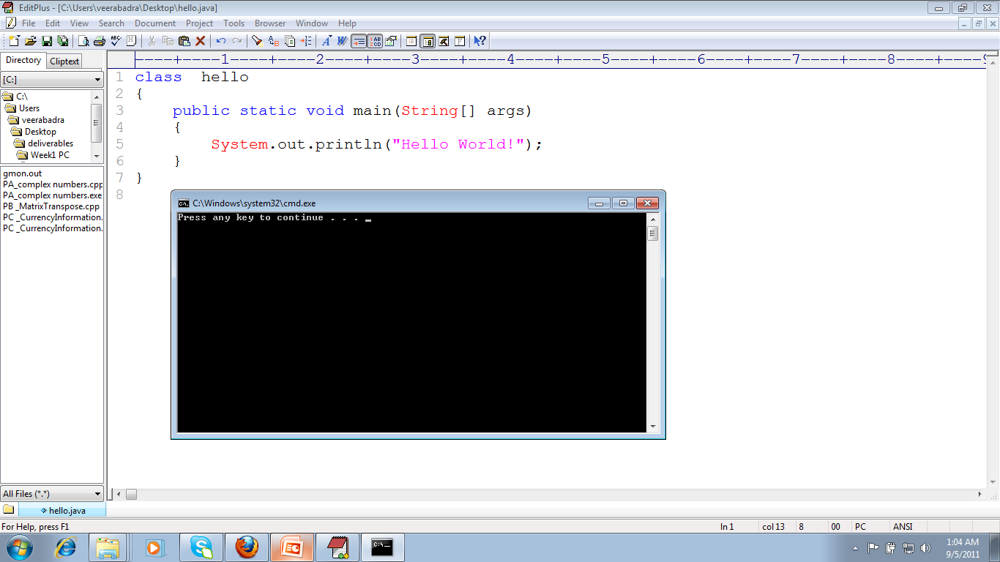 EditPlus - [C:\Users\veerabadra\Desktop\hello.java]
File Edit View Search Document Project Tools Browser Window Help
Directory Cliptext
[C:]
C:\
Users
veerabadra
Desktop
deliverables
Week1 PC
gmon.out
PA_complex numbers.cpp
PA_complex numbers.exe
PB _MatrixTranspose.cpp
PC _CurrencyInformation.
PC _CurrencyInformation.
All Files (*.*)
hello.java
----+----1----+----2----+----3----+----4----+----5----+----6----+----7----+----8----+----9
1 class  hello
2 {
3     public static void main(String[] args)
4     {
5         System.out.println("Hello World!");
6     }
7 }
8
C:\Windows\system32\cmd.exe
Press any key to continue . . . _
For Help, press F1 ln 1 col 13 8 00 PC ANSI
1:04 AM
9/5/2011